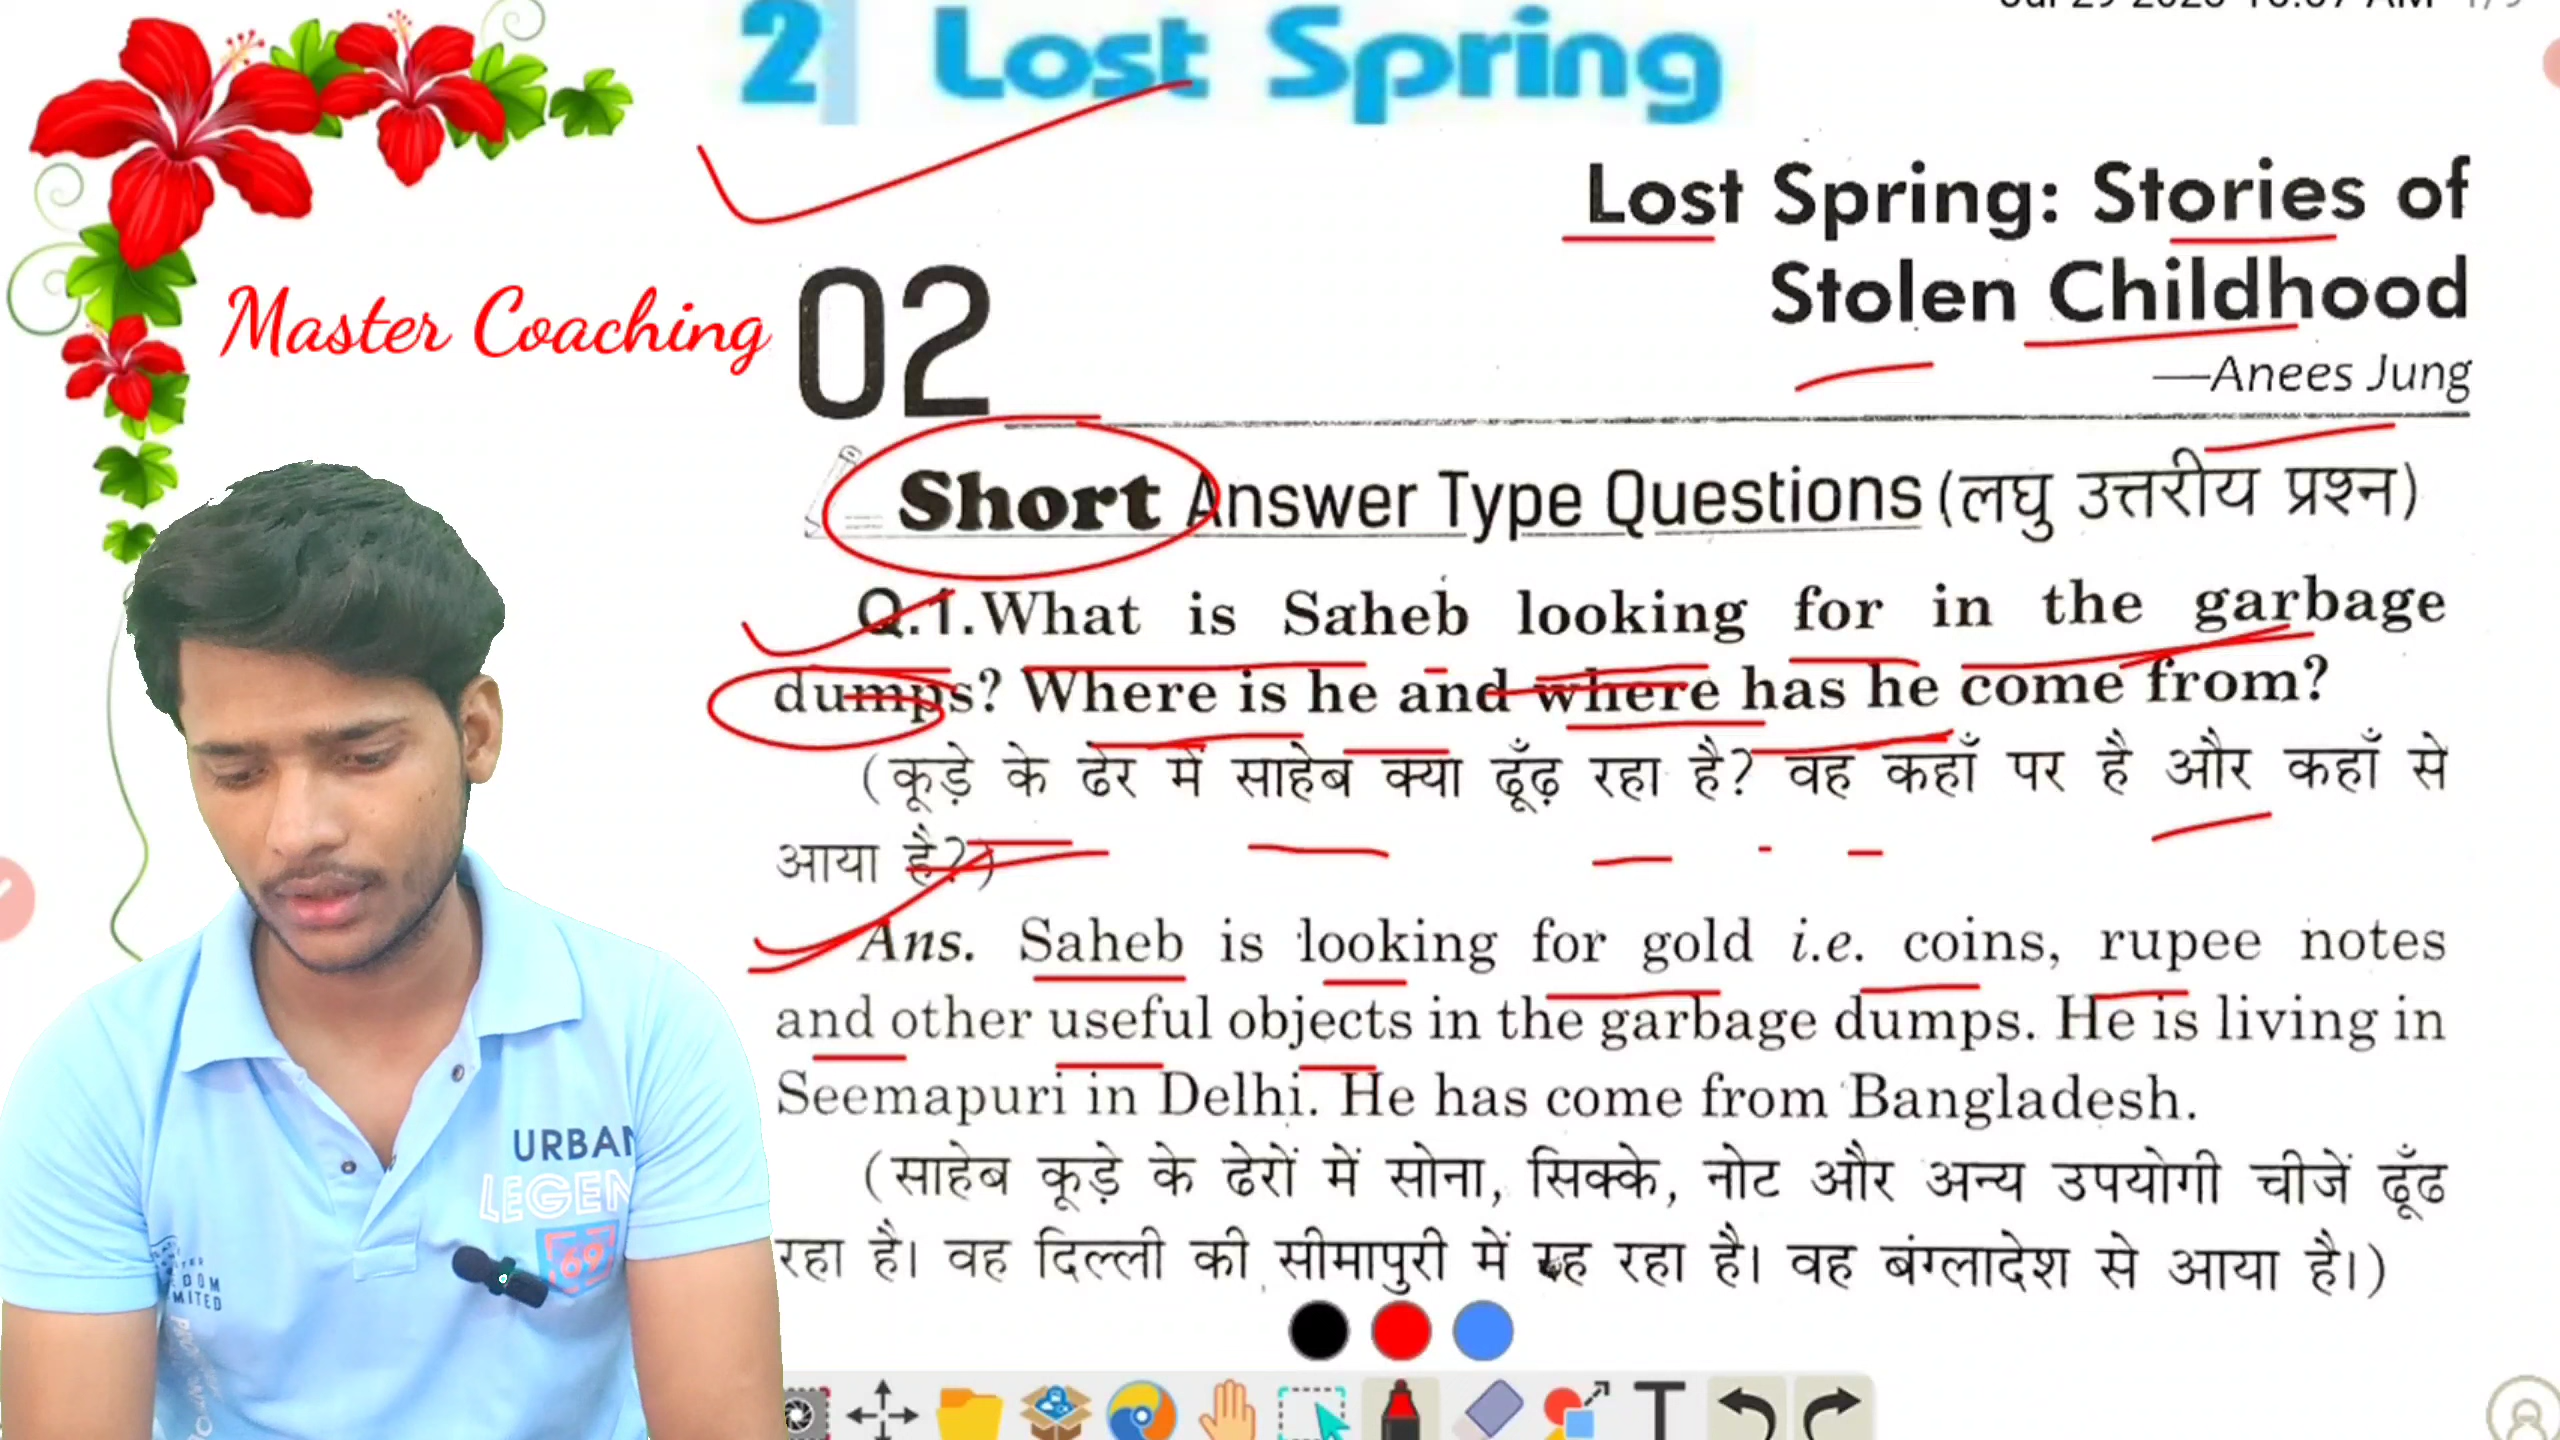 2 Lost Spring
Lost Spring: Stories of
Stolen Childhood
—Anees Jung
Master Coaching
02
Short Answer Type Questions (लघु उत्तरीय प्रश्न)
Q.1. What is Saheb looking for in the garbage
dumps? Where is he and where has he come from?
(कूड़े के ढेर में साहेब क्या ढूँढ़ रहा है? वह कहाँ पर है और कहाँ से
आया है?)
Ans. Saheb is looking for gold i.e. coins, rupee notes
and other useful objects in the garbage dumps. He is living in
Seemapuri in Delhi. He has come from Bangladesh.
(साहेब कूड़े के ढेरों में सोना, सिक्के, नोट और अन्य उपयोगी चीजें ढूँढ
रहा है। वह दिल्ली की सीमापुरी में रह रहा है। वह बंग्लादेश से आया है।)
URBAN
LEGEN
69
DOM
MITED
T